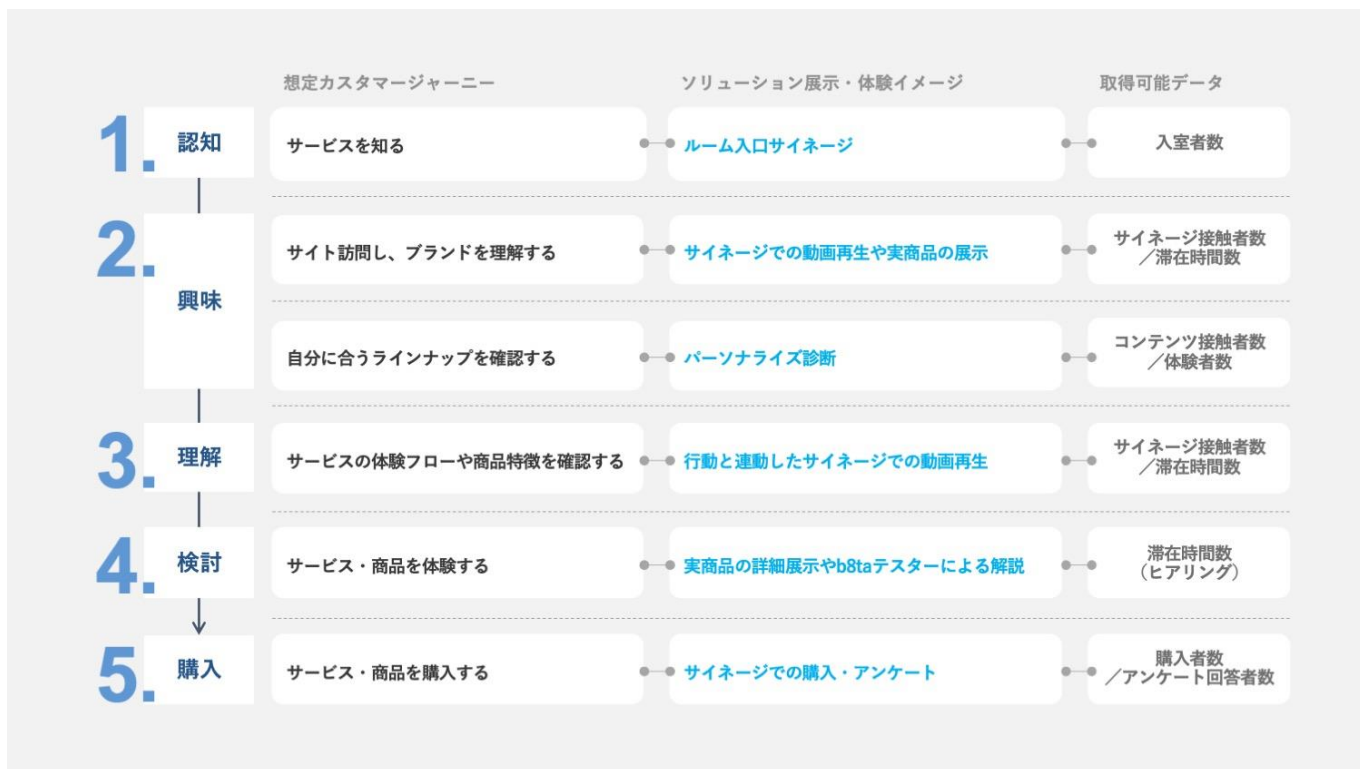 想定カスタマージャーニー
ソリューション展示・体験イメージ
取得可能データ
1.
認知
サービスを知る
ルーム入口サイネージ
入室者数
2.
興味
サイト訪問し、ブランドを理解する
サイネージでの動画再生や実商品の展示
サイネージ接触者数
／滞在時間数
自分に合うラインナップを確認する
パーソナライズ診断
コンテンツ接触者数
／体験者数
3.
理解
サービスの体験フローや商品特徴を確認する
行動と連動したサイネージでの動画再生
サイネージ接触者数
／滞在時間数
4.
検討
サービス・商品を体験する
実商品の詳細展示やb8taテスターによる解説
滞在時間数
（ヒアリング）
5.
購入
サービス・商品を購入する
サイネージでの購入・アンケート
購入者数
／アンケート回答者数